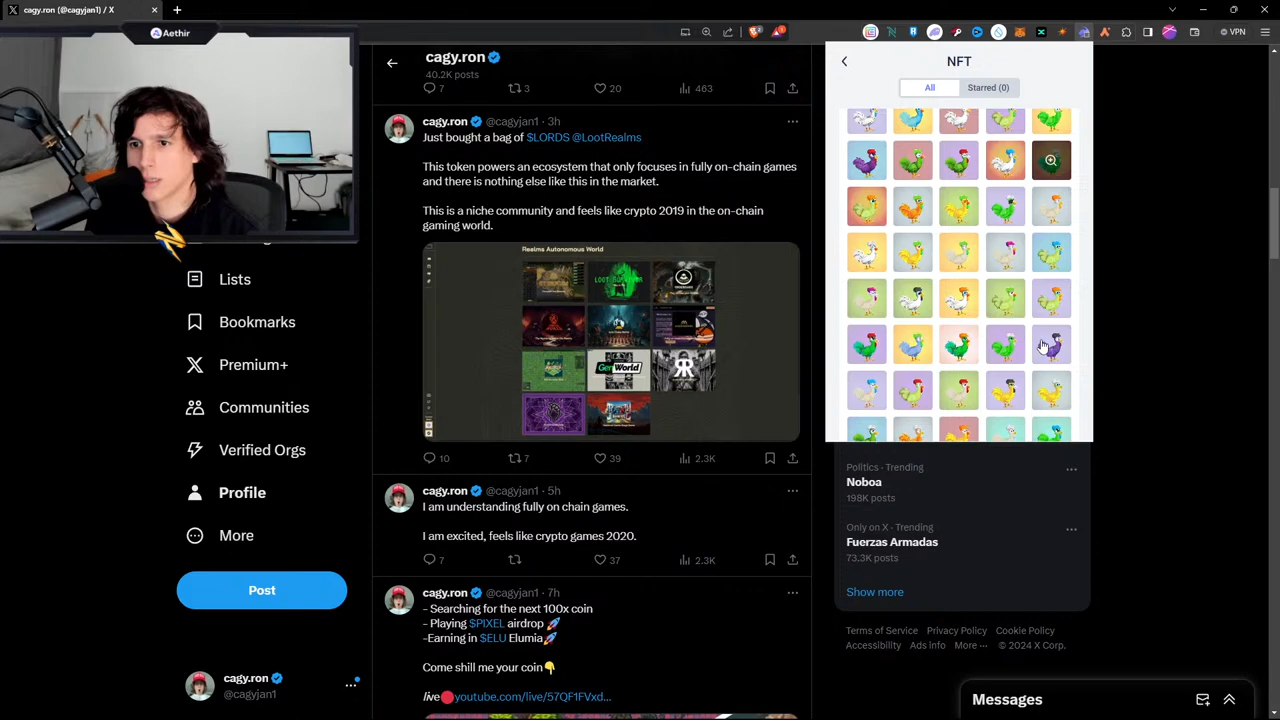 cagy.ron (@cagyjan1) / X
Aethir
VPN
cagy.ron
40.2K posts
7
3
20
463
cagy.ron @cagyjan1 · 3h
Just bought a bag of $LORDS @LootRealms
This token powers an ecosystem that only focuses in fully on-chain games
and there is nothing else like this in the market.
This is a niche community and feels like crypto 2019 in the on-chain
gaming world.
Realms Autonomous World
10
7
39
2.3K
cagy.ron @cagyjan1 · 5h
I am understanding fully on chain games.
I am excited, feels like crypto games 2020.
7
37
2.3K
cagy.ron @cagyjan1 · 7h
- Searching for the next 100x coin
- Playing $PIXEL airdrop 🚀
-Earning in $ELU Elumia🚀
Come shill me your coin👇
live🔴youtube.com/live/57QF1FVxd...
Lists
Bookmarks
Premium+
Communities
Verified Orgs
Profile
More
Post
cagy.ron
@cagyjan1
NFT
All
Starred (0)
Politics · Trending
Noboa
198K posts
Only on X · Trending
Fuerzas Armadas
73.3K posts
Show more
Terms of Service Privacy Policy Cookie Policy
Accessibility Ads info More ··· © 2024 X Corp.
Messages